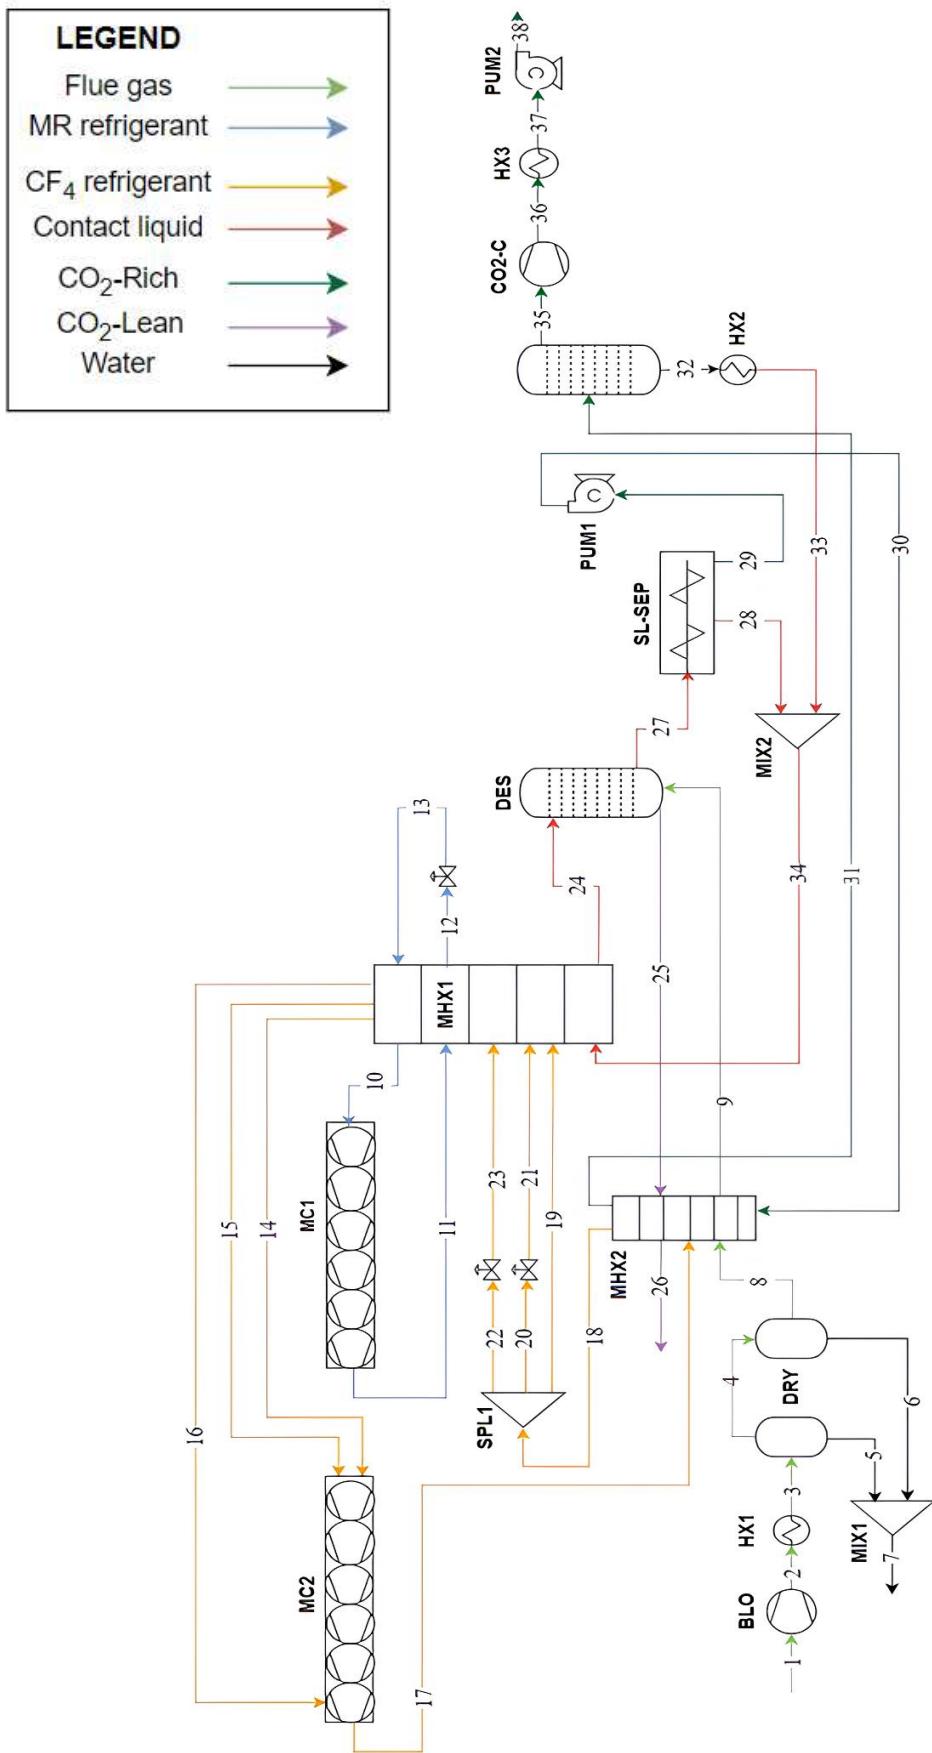 LEGEND
Flue gas
MR refrigerant
CF₄ refrigerant
Contact liquid
CO₂-Rich
CO₂-Lean
Water
38
PUM2
37
HX3
36
CO2-C
35
32
HX2
PUM1
33
30
29
SL-SEP
28
27
MIX2
DES
34
31
24
13
12
MHX1
25
9
10
MC1
11
23
21
19
15
14
16
22
20
18
SPL1
MHX2
26
8
17
4
DRY
6
5
3
HX1
MIX1
7
2
BLO
1
MC2